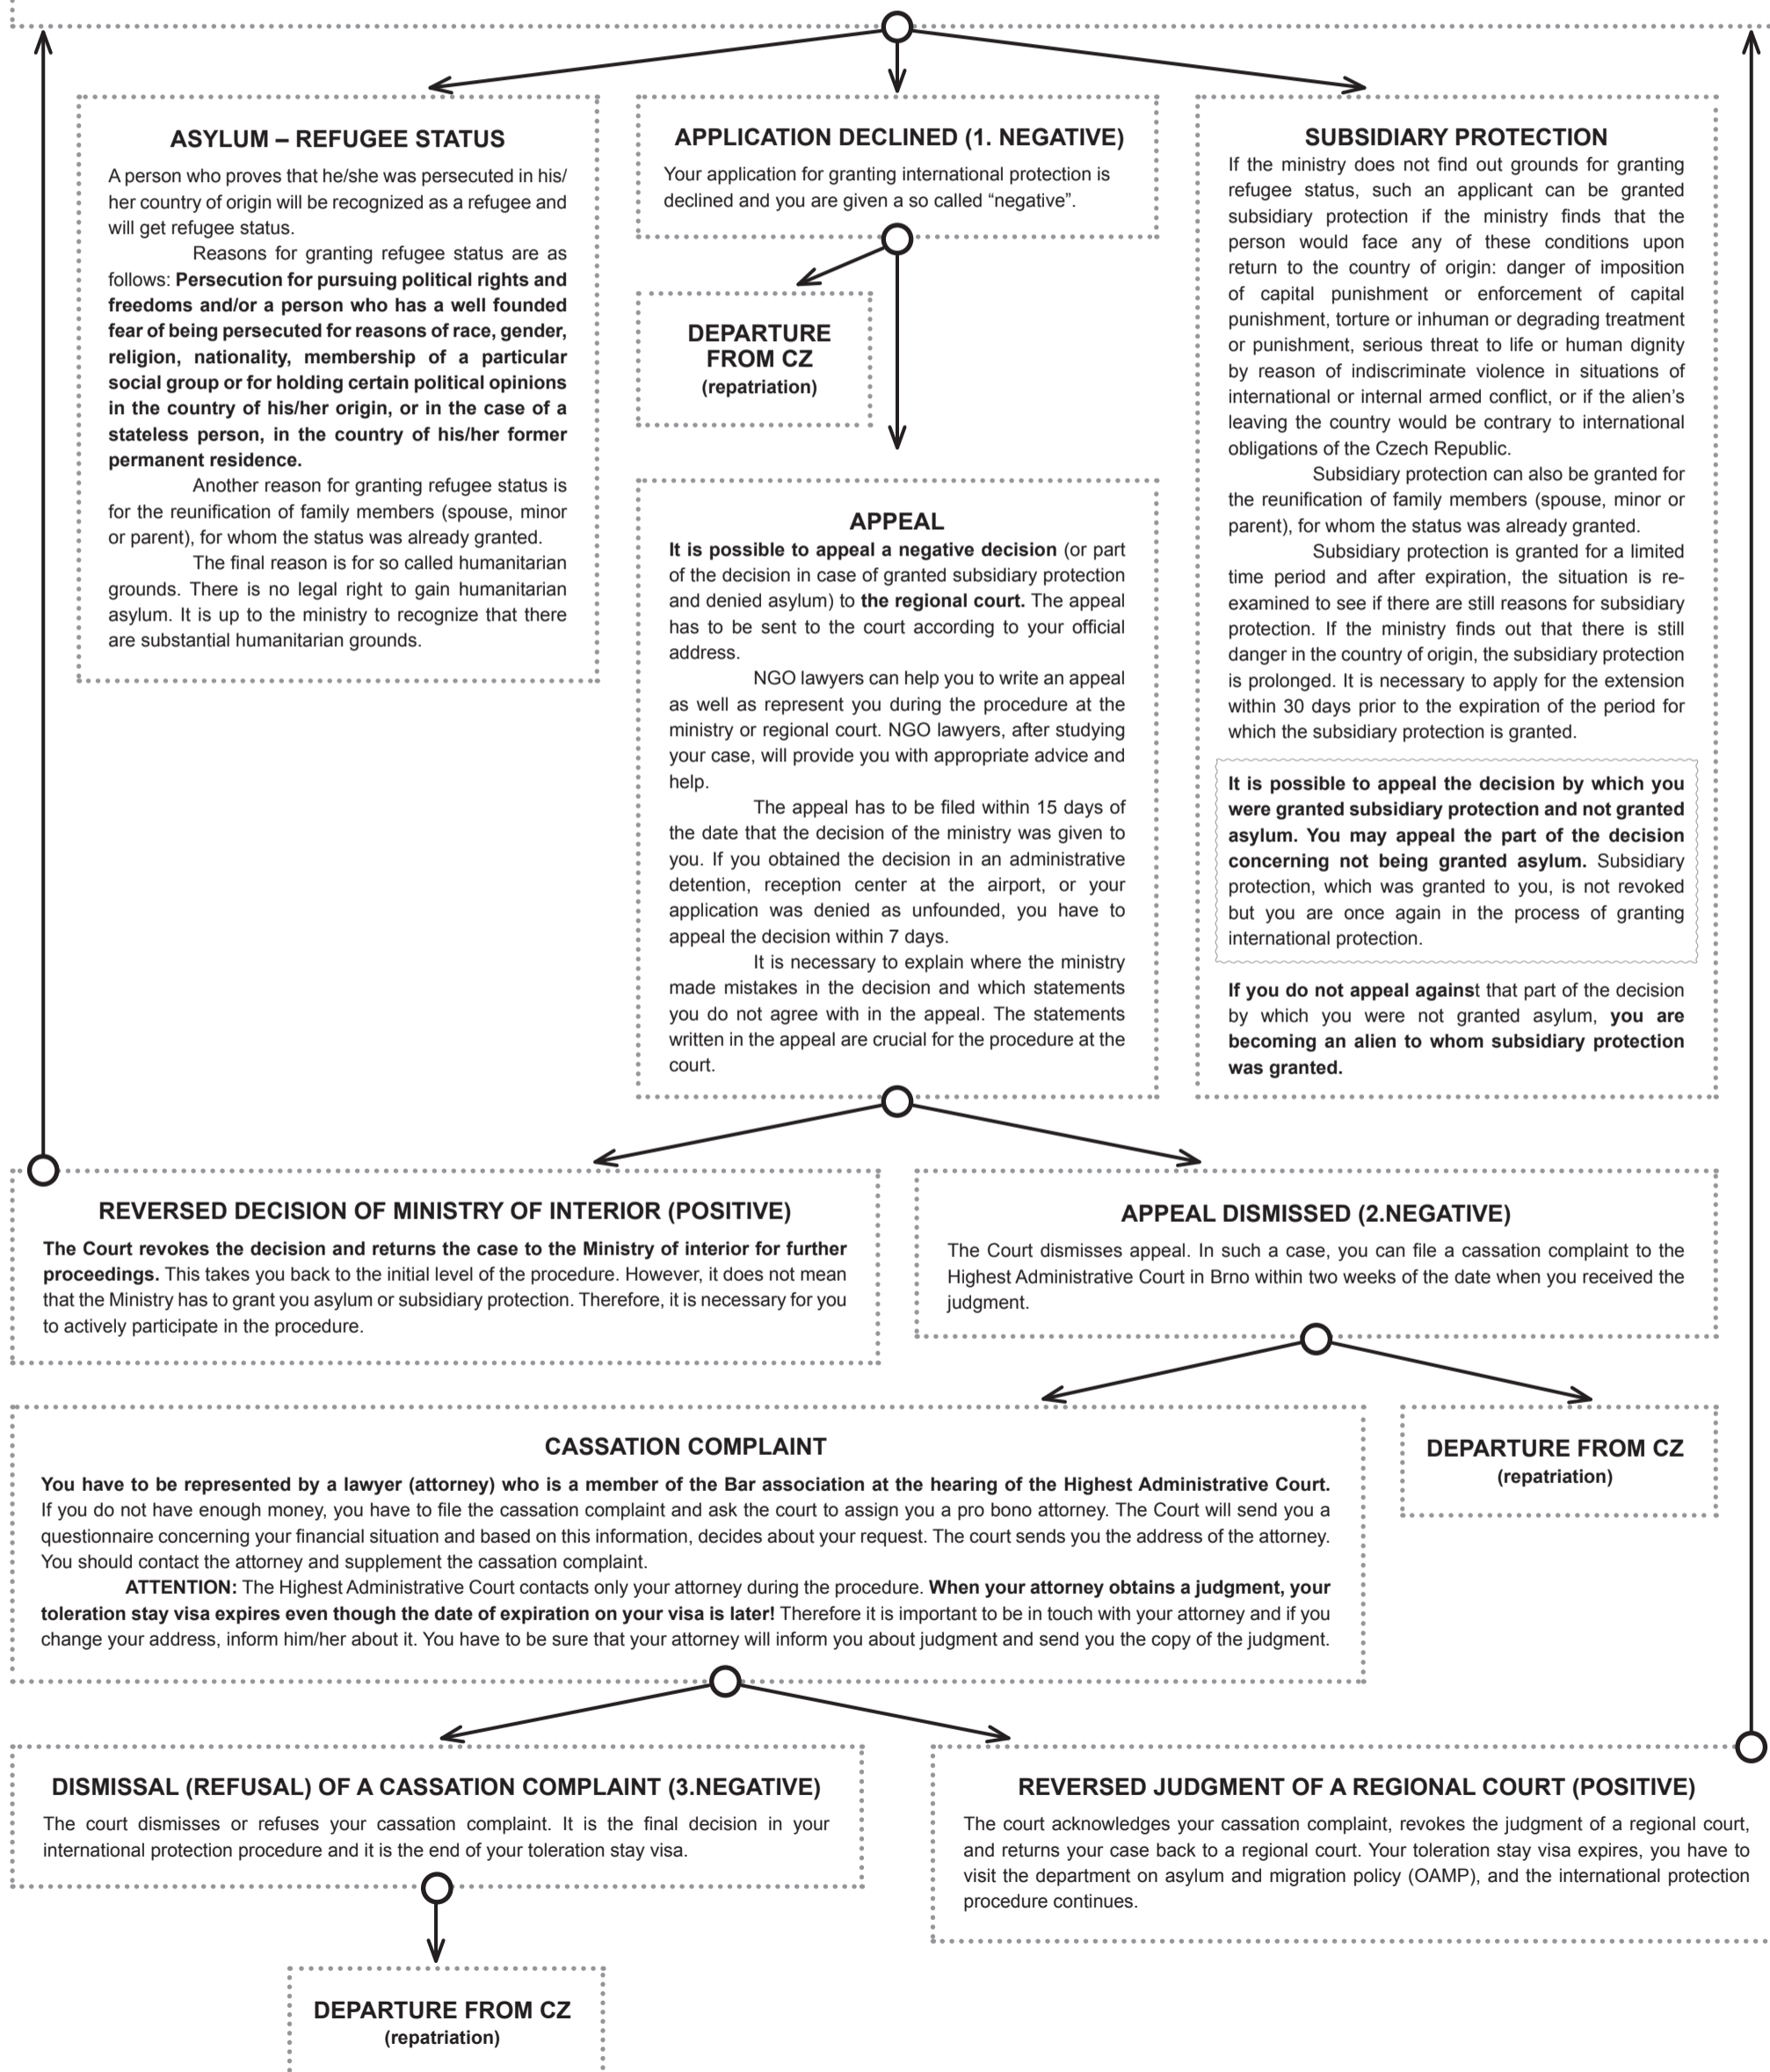 ASYLUM – REFUGEE STATUS
A person who proves that he/she was persecuted in his/
her country of origin will be recognized as a refugee and
will get refugee status.
Reasons for granting refugee status are as
follows: Persecution for pursuing political rights and
freedoms and/or a person who has a well founded
fear of being persecuted for reasons of race, gender,
religion, nationality, membership of a particular
social group or for holding certain political opinions
in the country of his/her origin, or in the case of a
stateless person, in the country of his/her former
permanent residence.
Another reason for granting refugee status is
for the reunification of family members (spouse, minor
or parent), for whom the status was already granted.
The final reason is for so called humanitarian
grounds. There is no legal right to gain humanitarian
asylum. It is up to the ministry to recognize that there
are substantial humanitarian grounds.
APPLICATION DECLINED (1. NEGATIVE)
Your application for granting international protection is
declined and you are given a so called “negative”.
DEPARTURE
FROM CZ
(repatriation)
APPEAL
It is possible to appeal a negative decision (or part
of the decision in case of granted subsidiary protection
and denied asylum) to the regional court. The appeal
has to be sent to the court according to your official
address.
NGO lawyers can help you to write an appeal
as well as represent you during the procedure at the
ministry or regional court. NGO lawyers, after studying
your case, will provide you with appropriate advice and
help.
The appeal has to be filed within 15 days of
the date that the decision of the ministry was given to
you. If you obtained the decision in an administrative
detention, reception center at the airport, or your
application was denied as unfounded, you have to
appeal the decision within 7 days.
It is necessary to explain where the ministry
made mistakes in the decision and which statements
you do not agree with in the appeal. The statements
written in the appeal are crucial for the procedure at the
court.
SUBSIDIARY PROTECTION
If the ministry does not find out grounds for granting
refugee status, such an applicant can be granted
subsidiary protection if the ministry finds that the
person would face any of these conditions upon
return to the country of origin: danger of imposition
of capital punishment or enforcement of capital
punishment, torture or inhuman or degrading treatment
or punishment, serious threat to life or human dignity
by reason of indiscriminate violence in situations of
international or internal armed conflict, or if the alien’s
leaving the country would be contrary to international
obligations of the Czech Republic.
Subsidiary protection can also be granted for
the reunification of family members (spouse, minor or
parent), for whom the status was already granted.
Subsidiary protection is granted for a limited
time period and after expiration, the situation is re-
examined to see if there are still reasons for subsidiary
protection. If the ministry finds out that there is still
danger in the country of origin, the subsidiary protection
is prolonged. It is necessary to apply for the extension
within 30 days prior to the expiration of the period for
which the subsidiary protection is granted.
It is possible to appeal the decision by which you
were granted subsidiary protection and not granted
asylum. You may appeal the part of the decision
concerning not being granted asylum. Subsidiary
protection, which was granted to you, is not revoked
but you are once again in the process of granting
international protection.
If you do not appeal against that part of the decision
by which you were not granted asylum, you are
becoming an alien to whom subsidiary protection
was granted.
REVERSED DECISION OF MINISTRY OF INTERIOR (POSITIVE)
The Court revokes the decision and returns the case to the Ministry of interior for further
proceedings. This takes you back to the initial level of the procedure. However, it does not mean
that the Ministry has to grant you asylum or subsidiary protection. Therefore, it is necessary for you
to actively participate in the procedure.
APPEAL DISMISSED (2.NEGATIVE)
The Court dismisses appeal. In such a case, you can file a cassation complaint to the
Highest Administrative Court in Brno within two weeks of the date when you received the
judgment.
CASSATION COMPLAINT
You have to be represented by a lawyer (attorney) who is a member of the Bar association at the hearing of the Highest Administrative Court.
If you do not have enough money, you have to file the cassation complaint and ask the court to assign you a pro bono attorney. The Court will send you a
questionnaire concerning your financial situation and based on this information, decides about your request. The court sends you the address of the attorney.
You should contact the attorney and supplement the cassation complaint.
ATTENTION: The Highest Administrative Court contacts only your attorney during the procedure. When your attorney obtains a judgment, your
toleration stay visa expires even though the date of expiration on your visa is later! Therefore it is important to be in touch with your attorney and if you
change your address, inform him/her about it. You have to be sure that your attorney will inform you about judgment and send you the copy of the judgment.
DEPARTURE FROM CZ
(repatriation)
DISMISSAL (REFUSAL) OF A CASSATION COMPLAINT (3.NEGATIVE)
The court dismisses or refuses your cassation complaint. It is the final decision in your
international protection procedure and it is the end of your toleration stay visa.
REVERSED JUDGMENT OF A REGIONAL COURT (POSITIVE)
The court acknowledges your cassation complaint, revokes the judgment of a regional court,
and returns your case back to a regional court. Your toleration stay visa expires, you have to
visit the department on asylum and migration policy (OAMP), and the international protection
procedure continues.
DEPARTURE FROM CZ
(repatriation)